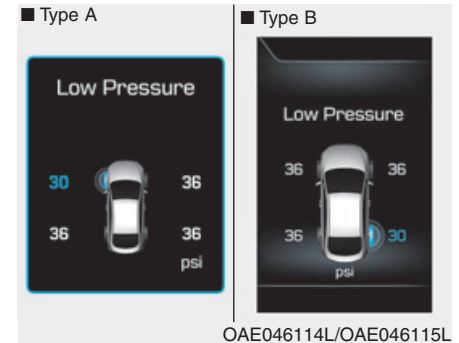 ■ Type A
Low Pressure
30 36
36 36
psi
■ Type B
Low Pressure
36 36
36 30
psi
OAE046114L/OAE046115L